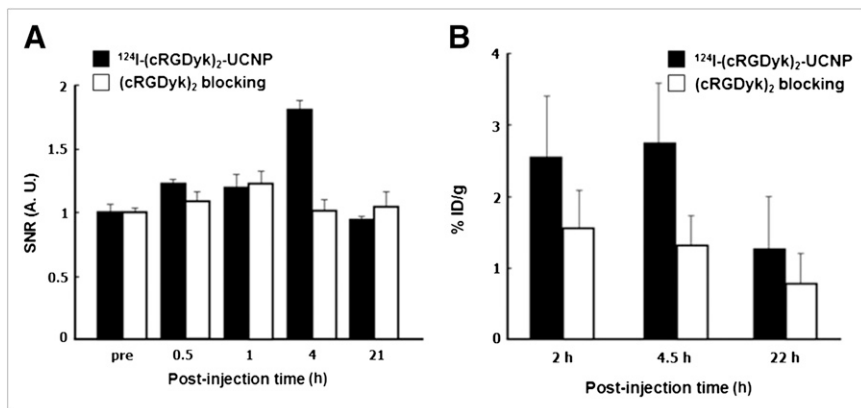 A
¹²⁴I-(cRGDyk)₂-UCNP
(cRGDyk)₂ blocking
SNR (A. U.)
2
1.5
1
0.5
0
pre 0.5 1 4 21
Post-injection time (h)
B
¹²⁴I-(cRGDyk)₂-UCNP
(cRGDyk)₂ blocking
% ID/g
4
3
2
1
0
2 h 4.5 h 22 h
Post-injection time (h)